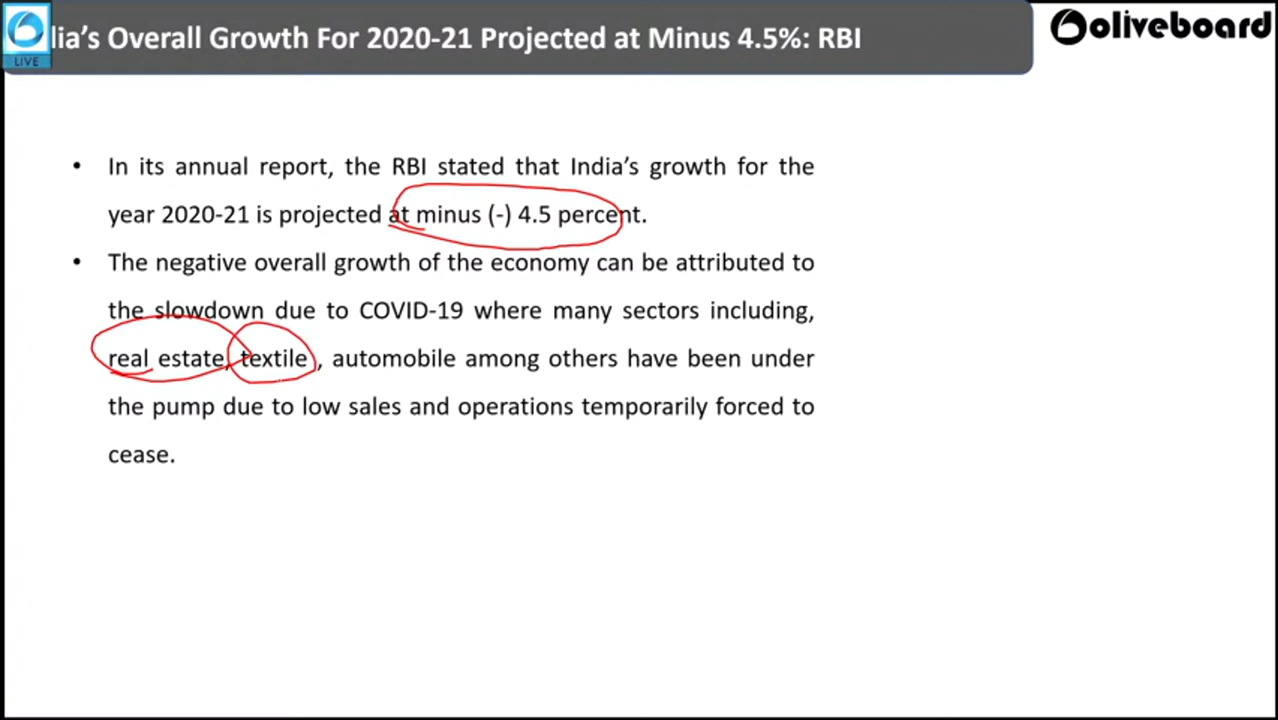 lia's Overall Growth For 2020-21 Projected at Minus 4.5%: RBI
LIVE
oliveboard
• In its annual report, the RBI stated that India's growth for the
year 2020-21 is projected at minus (-) 4.5 percent.
• The negative overall growth of the economy can be attributed to
the slowdown due to COVID-19 where many sectors including,
real estate, textile , automobile among others have been under
the pump due to low sales and operations temporarily forced to
cease.